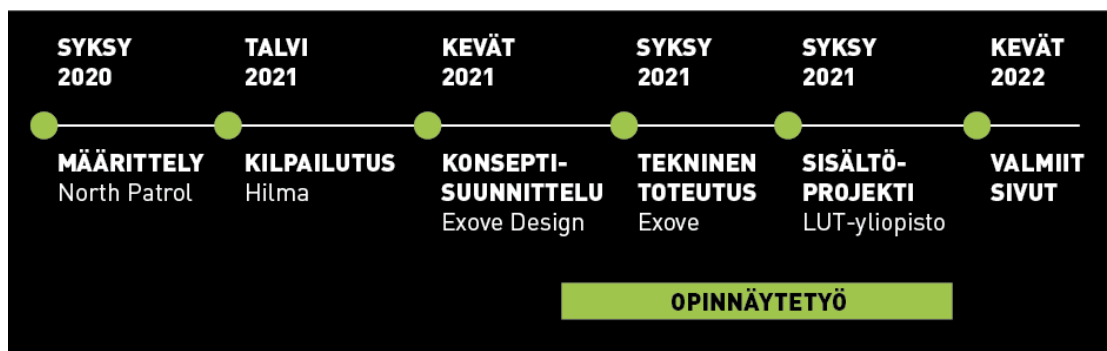 SYKSY
2020
TALVI
2021
KEVÄT
2021
SYKSY
2021
SYKSY
2021
KEVÄT
2022
MÄÄRITTELY
North Patrol
KILPAILUTUS
Hilma
KONSEPTI-
SUUNNITTELU
Exove Design
TEKNINEN
TOTEUTUS
Exove
SISÄLTÖ-
PROJEKTI
LUT-yliopisto
VALMIIT
SIVUT
OPINNÄYTETYÖ